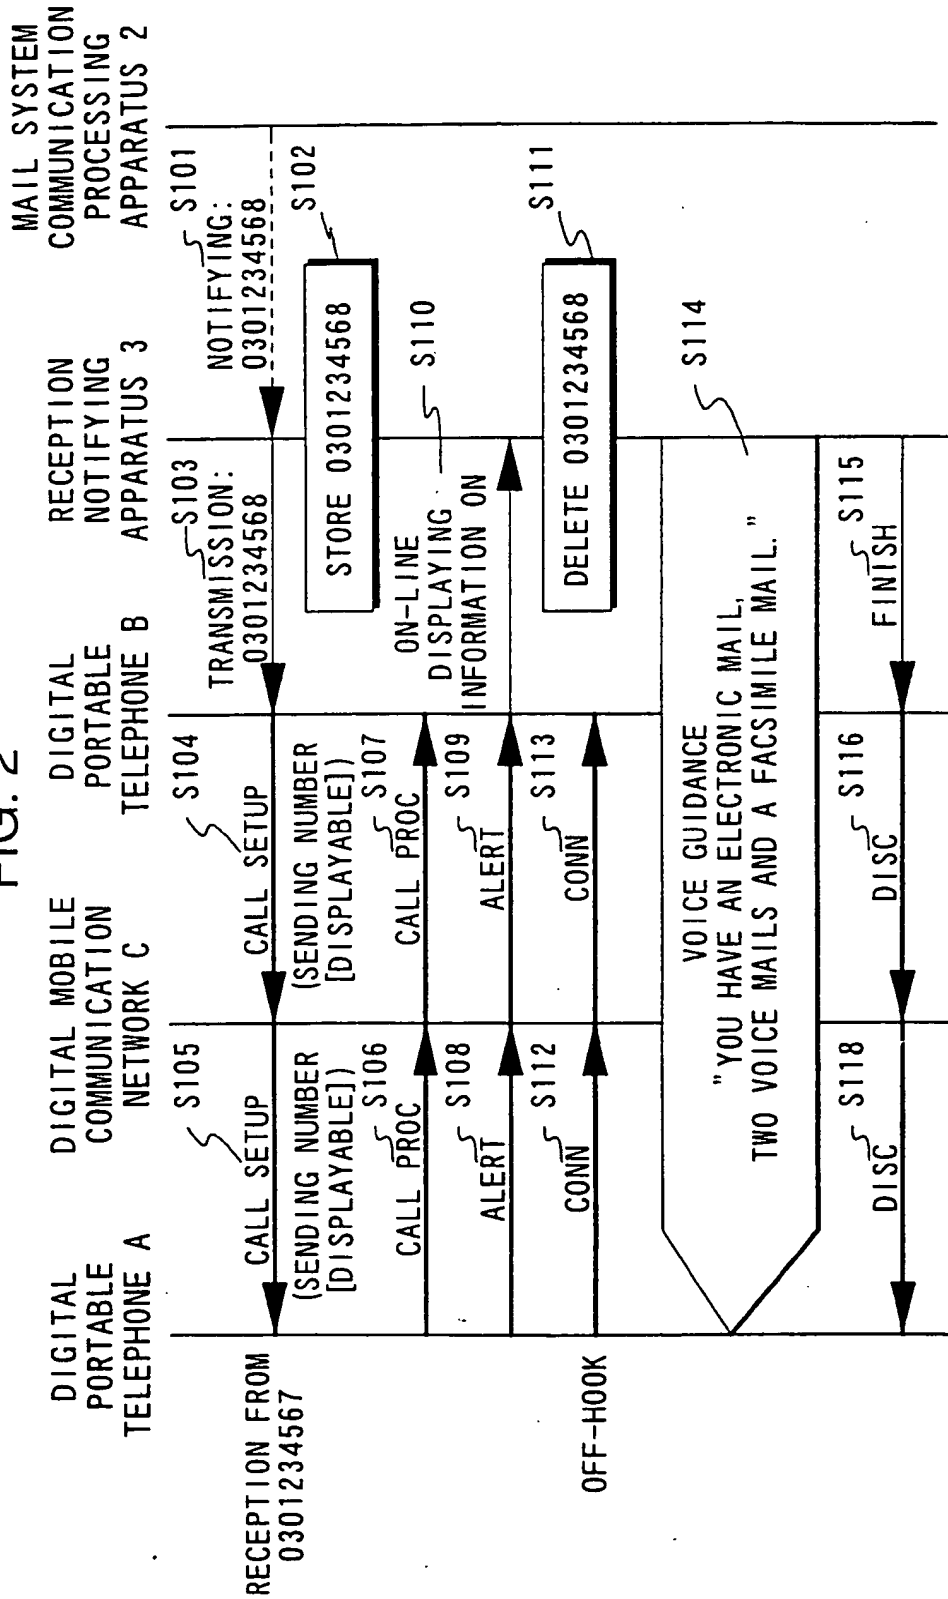 FIG. 2
DIGITAL
PORTABLE
TELEPHONE A
DIGITAL MOBILE
COMMUNICATION
NETWORK C
DIGITAL
PORTABLE
TELEPHONE B
RECEPTION
NOTIFYING
APPARATUS 3
MAIL SYSTEM
COMMUNICATION
PROCESSING
APPARATUS 2
S101
NOTIFYING:
0301234568
S102
STORE 0301234568
S103
TRANSMISSION:
0301234568
S104
CALL SETUP
(SENDING NUMBER
[DISPLAYABLE])
S105
CALL SETUP
(SENDING NUMBER
[DISPLAYABLE])
RECEPTION FROM
0301234567
S106
CALL PROC
S107
CALL PROC
S108
ALERT
S109
ALERT
S110
ON-LINE
DISPLAYING
INFORMATION ON
S111
DELETE 0301234568
OFF-HOOK
S112
CONN
S113
CONN
S114
VOICE GUIDANCE
"YOU HAVE AN ELECTRONIC MAIL,
TWO VOICE MAILS AND A FACSIMILE MAIL."
S115
FINISH
S116
DISC
S118
DISC